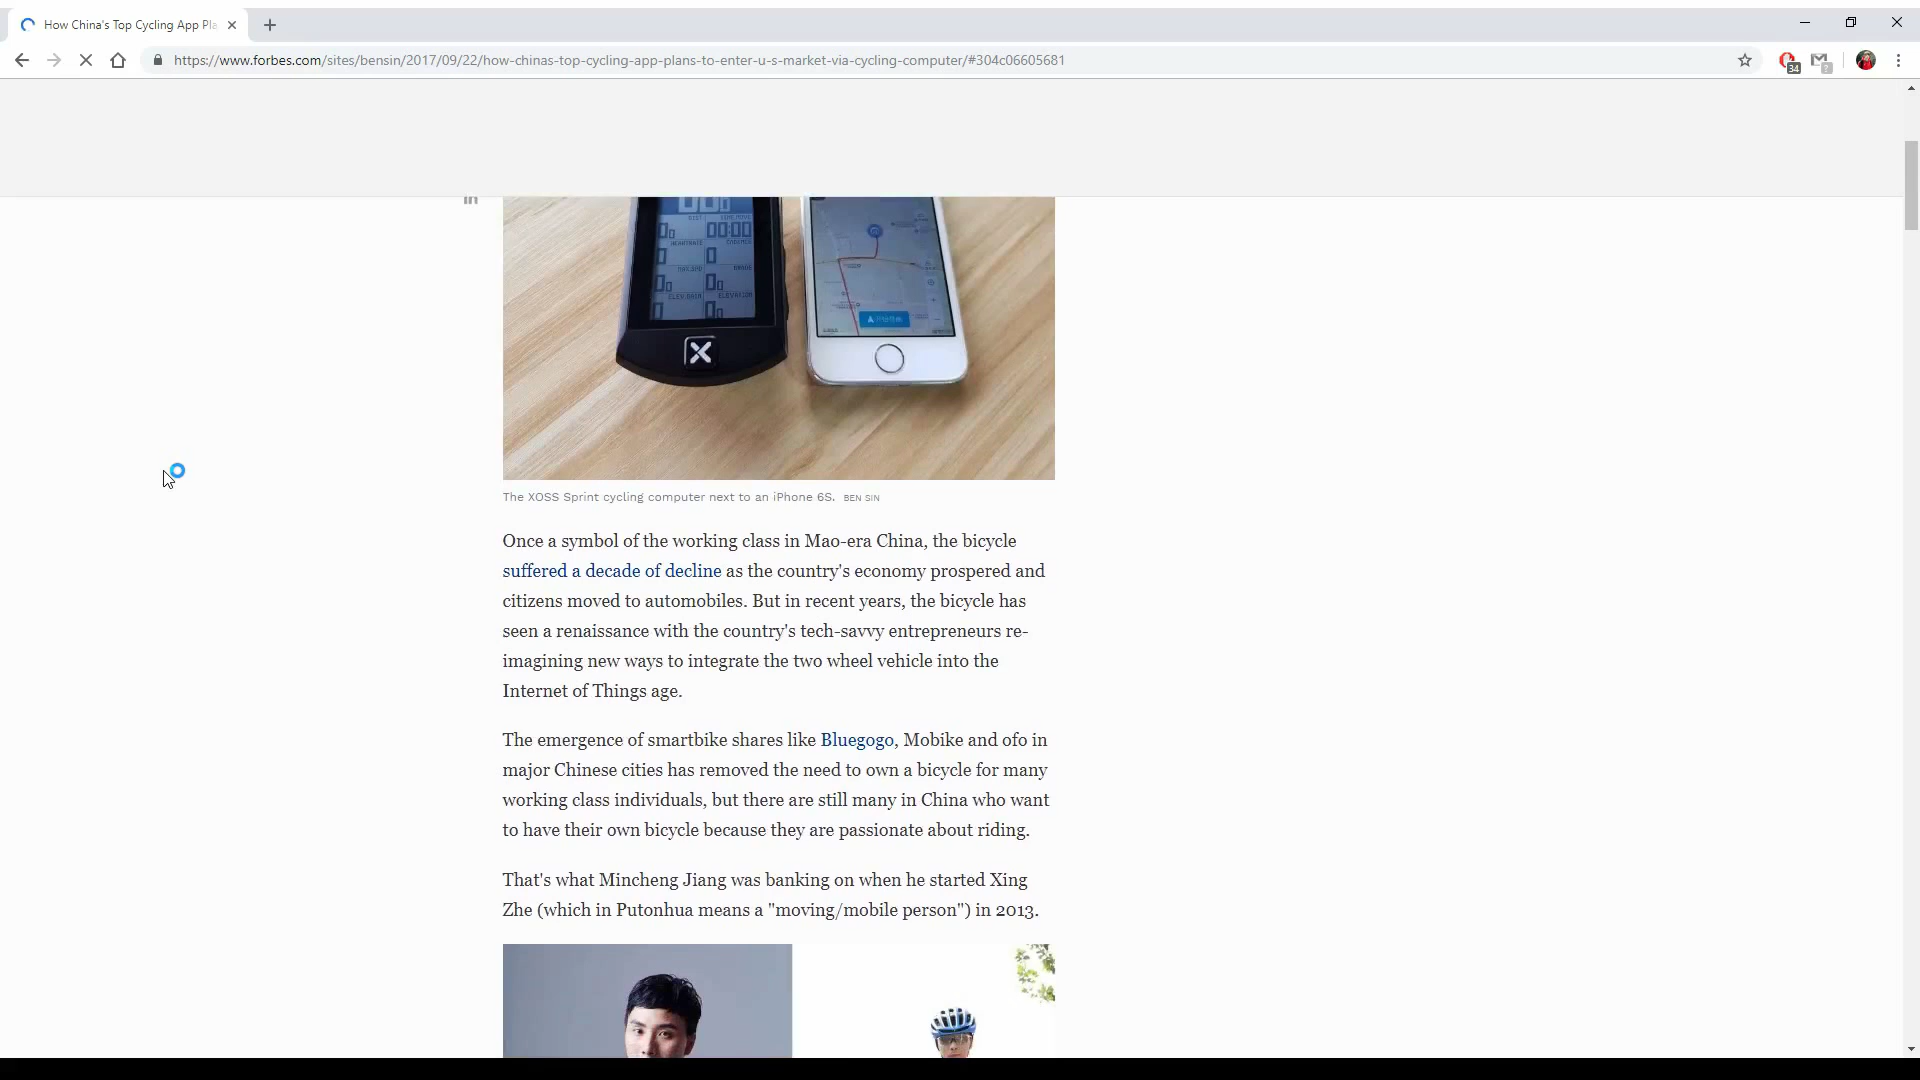 How China's Top Cycling App Pla
https://www.forbes.com/sites/bensin/2017/09/22/how-chinas-top-cycling-app-plans-to-enter-u-s-market-via-cycling-computer/#304c06605681
34
?
in
00:00
HEARTRATE
ELEVATION
X
The XOSS Sprint cycling computer next to an iPhone 6S. BEN SIN
Once a symbol of the working class in Mao-era China, the bicycle
suffered a decade of decline as the country's economy prospered and
citizens moved to automobiles. But in recent years, the bicycle has
seen a renaissance with the country's tech-savvy entrepreneurs re-
imagining new ways to integrate the two wheel vehicle into the
Internet of Things age.
The emergence of smartbike shares like Bluegogo, Mobike and ofo in
major Chinese cities has removed the need to own a bicycle for many
working class individuals, but there are still many in China who want
to have their own bicycle because they are passionate about riding.
That's what Mincheng Jiang was banking on when he started Xing
Zhe (which in Putonhua means a "moving/mobile person") in 2013.